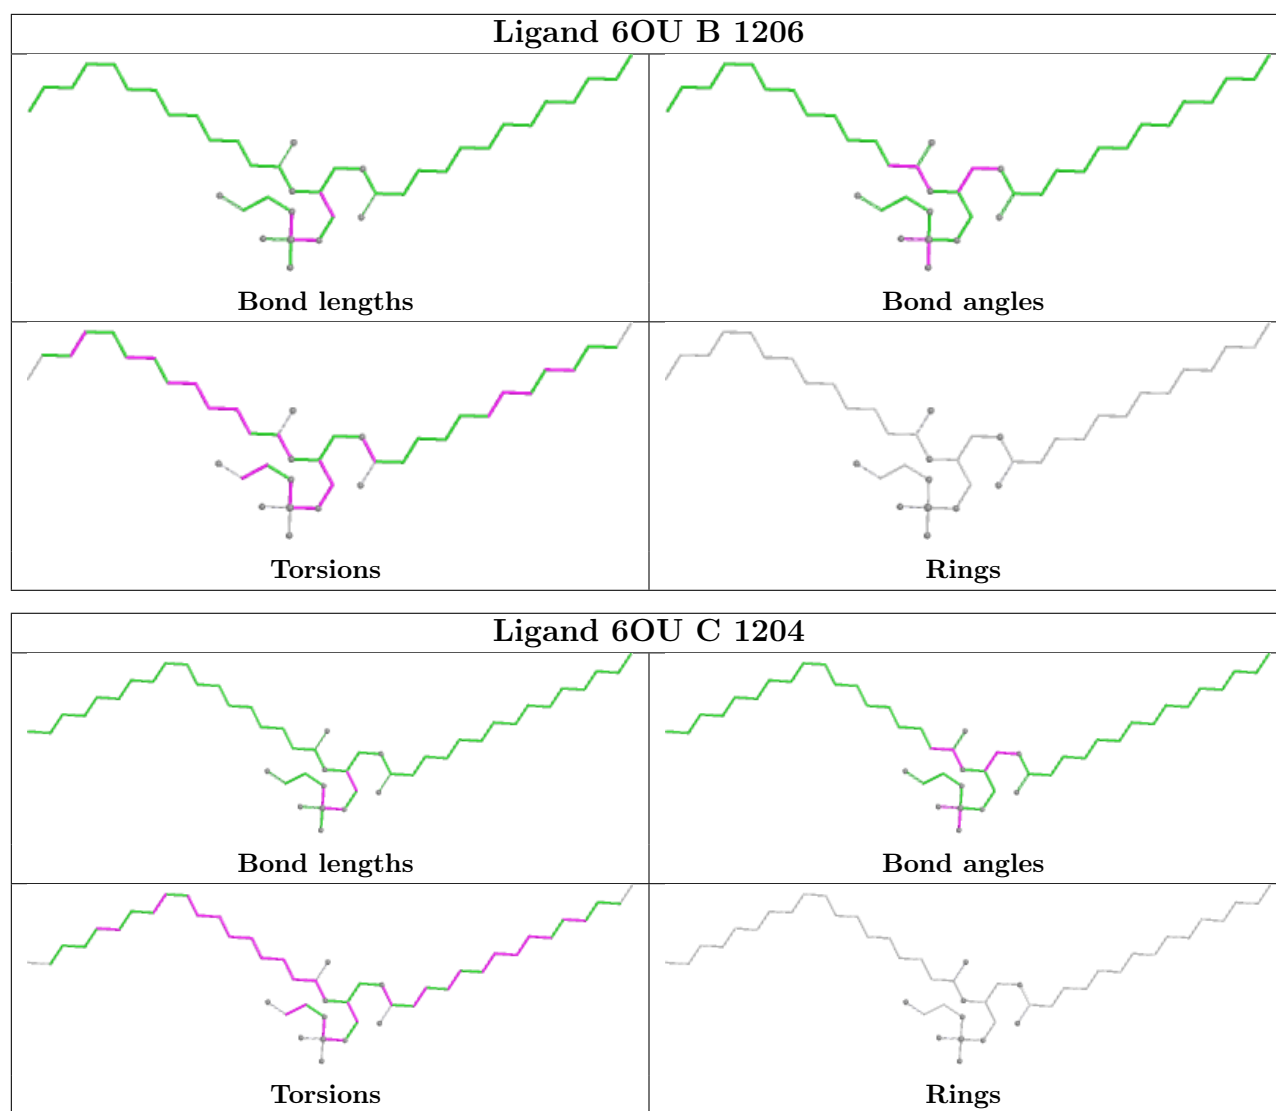 Ligand 6OU B 1206
Bond lengths
Bond angles
Torsions
Rings
Ligand 6OU C 1204
Bond lengths
Bond angles
Torsions
Rings